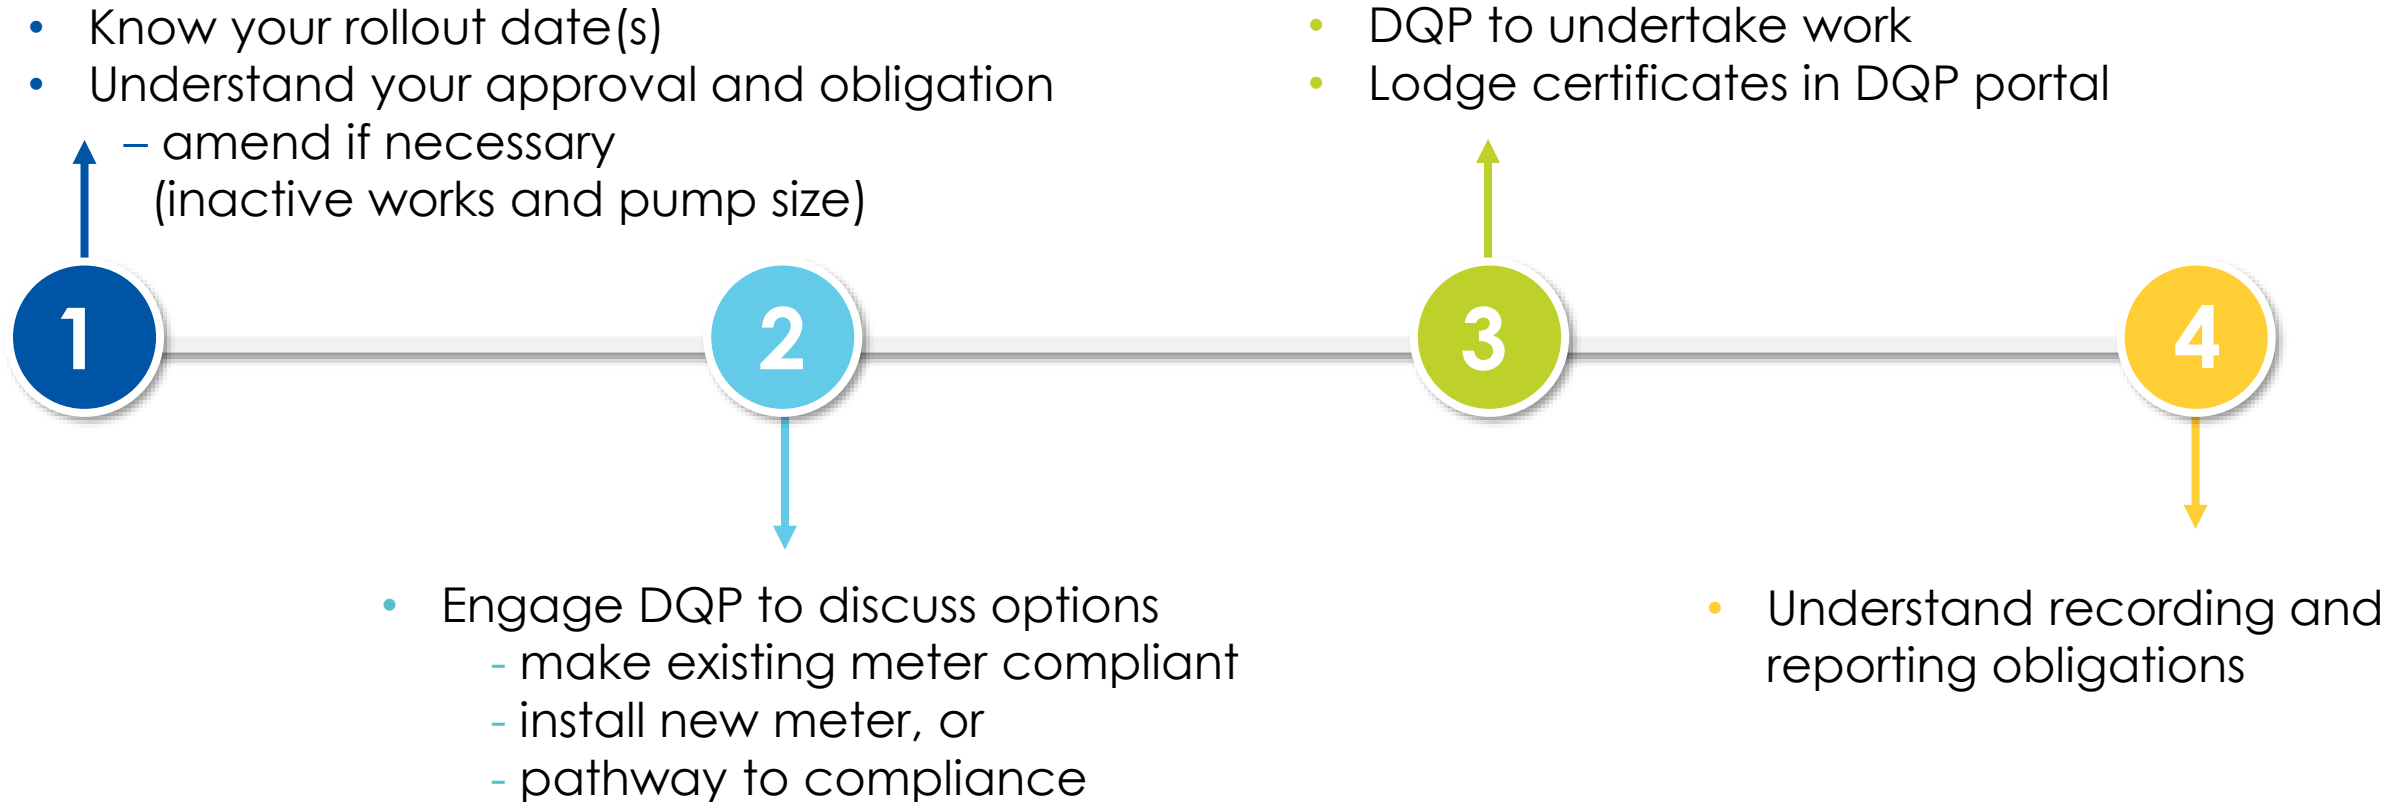 • Know your rollout date(s)
• Understand your approval and obligation
– amend if necessary
(inactive works and pump size)
1
2
• Engage DQP to discuss options
- make existing meter compliant
- install new meter, or
- pathway to compliance
• DQP to undertake work
• Lodge certificates in DQP portal
3
4
• Understand recording and
reporting obligations